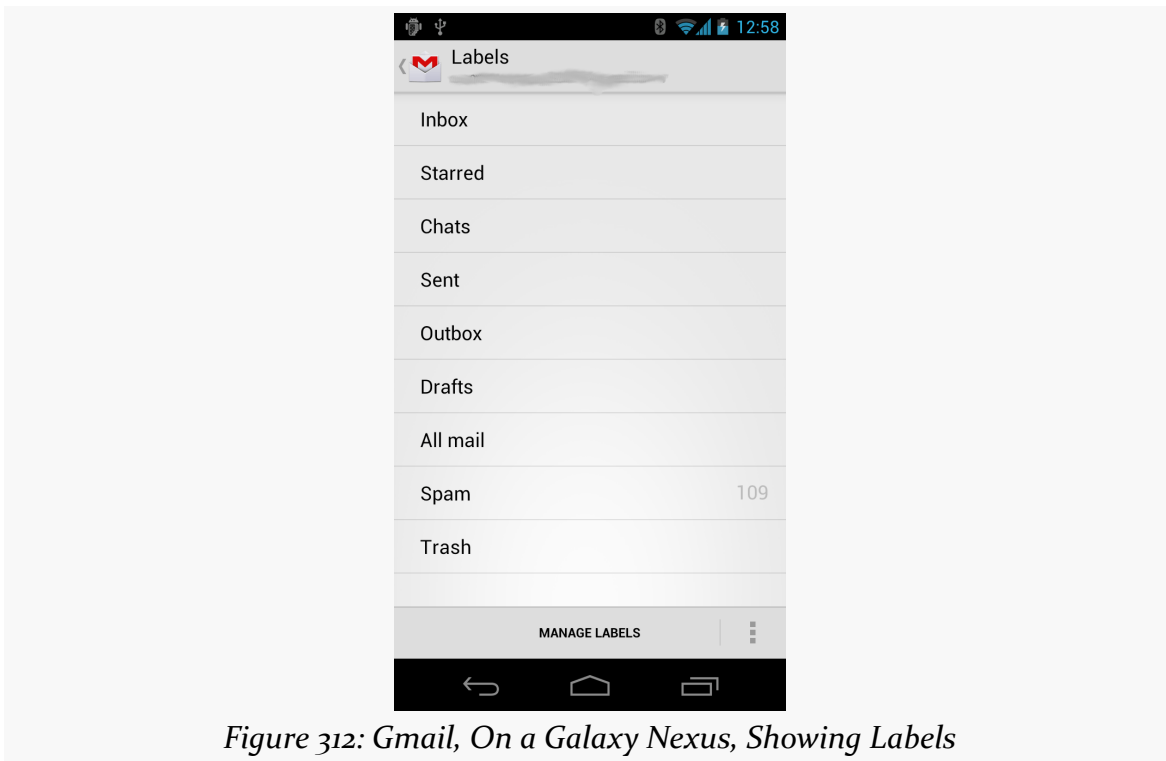 12:58
Labels
Inbox
Starred
Chats
Sent
Outbox
Drafts
All mail
Spam 109
Trash
MANAGE LABELS
Figure 312: Gmail, On a Galaxy Nexus, Showing Labels